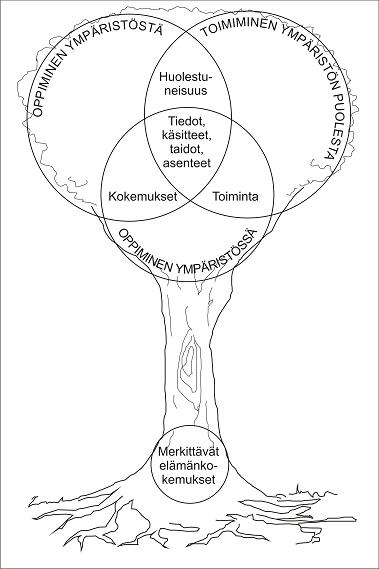 OPPIMINEN YMPÄRISTÖSTÄ
TOIMIMINEN YMPÄRISTÖN PUOLESTA
Huolestu-
neisuus
Tiedot,
käsitteet,
taidot,
asenteet
Kokemukset
Toiminta
OPPIMINEN YMPÄRISTÖSSÄ
Merkittävät
elämänko-
kemukset